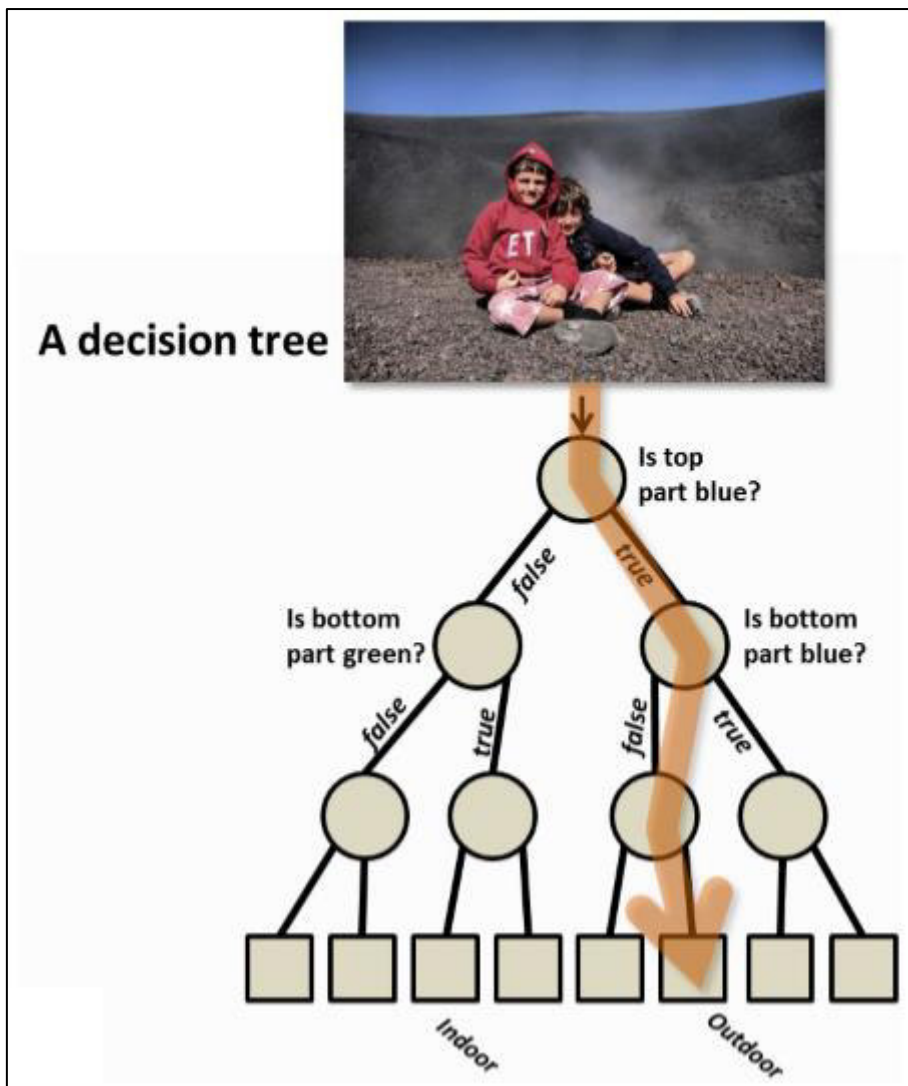 ET
A decision tree
Is top
part blue?
false
true
Is bottom
part green?
Is bottom
part blue?
false
true
false
true
Indoor
Outdoor